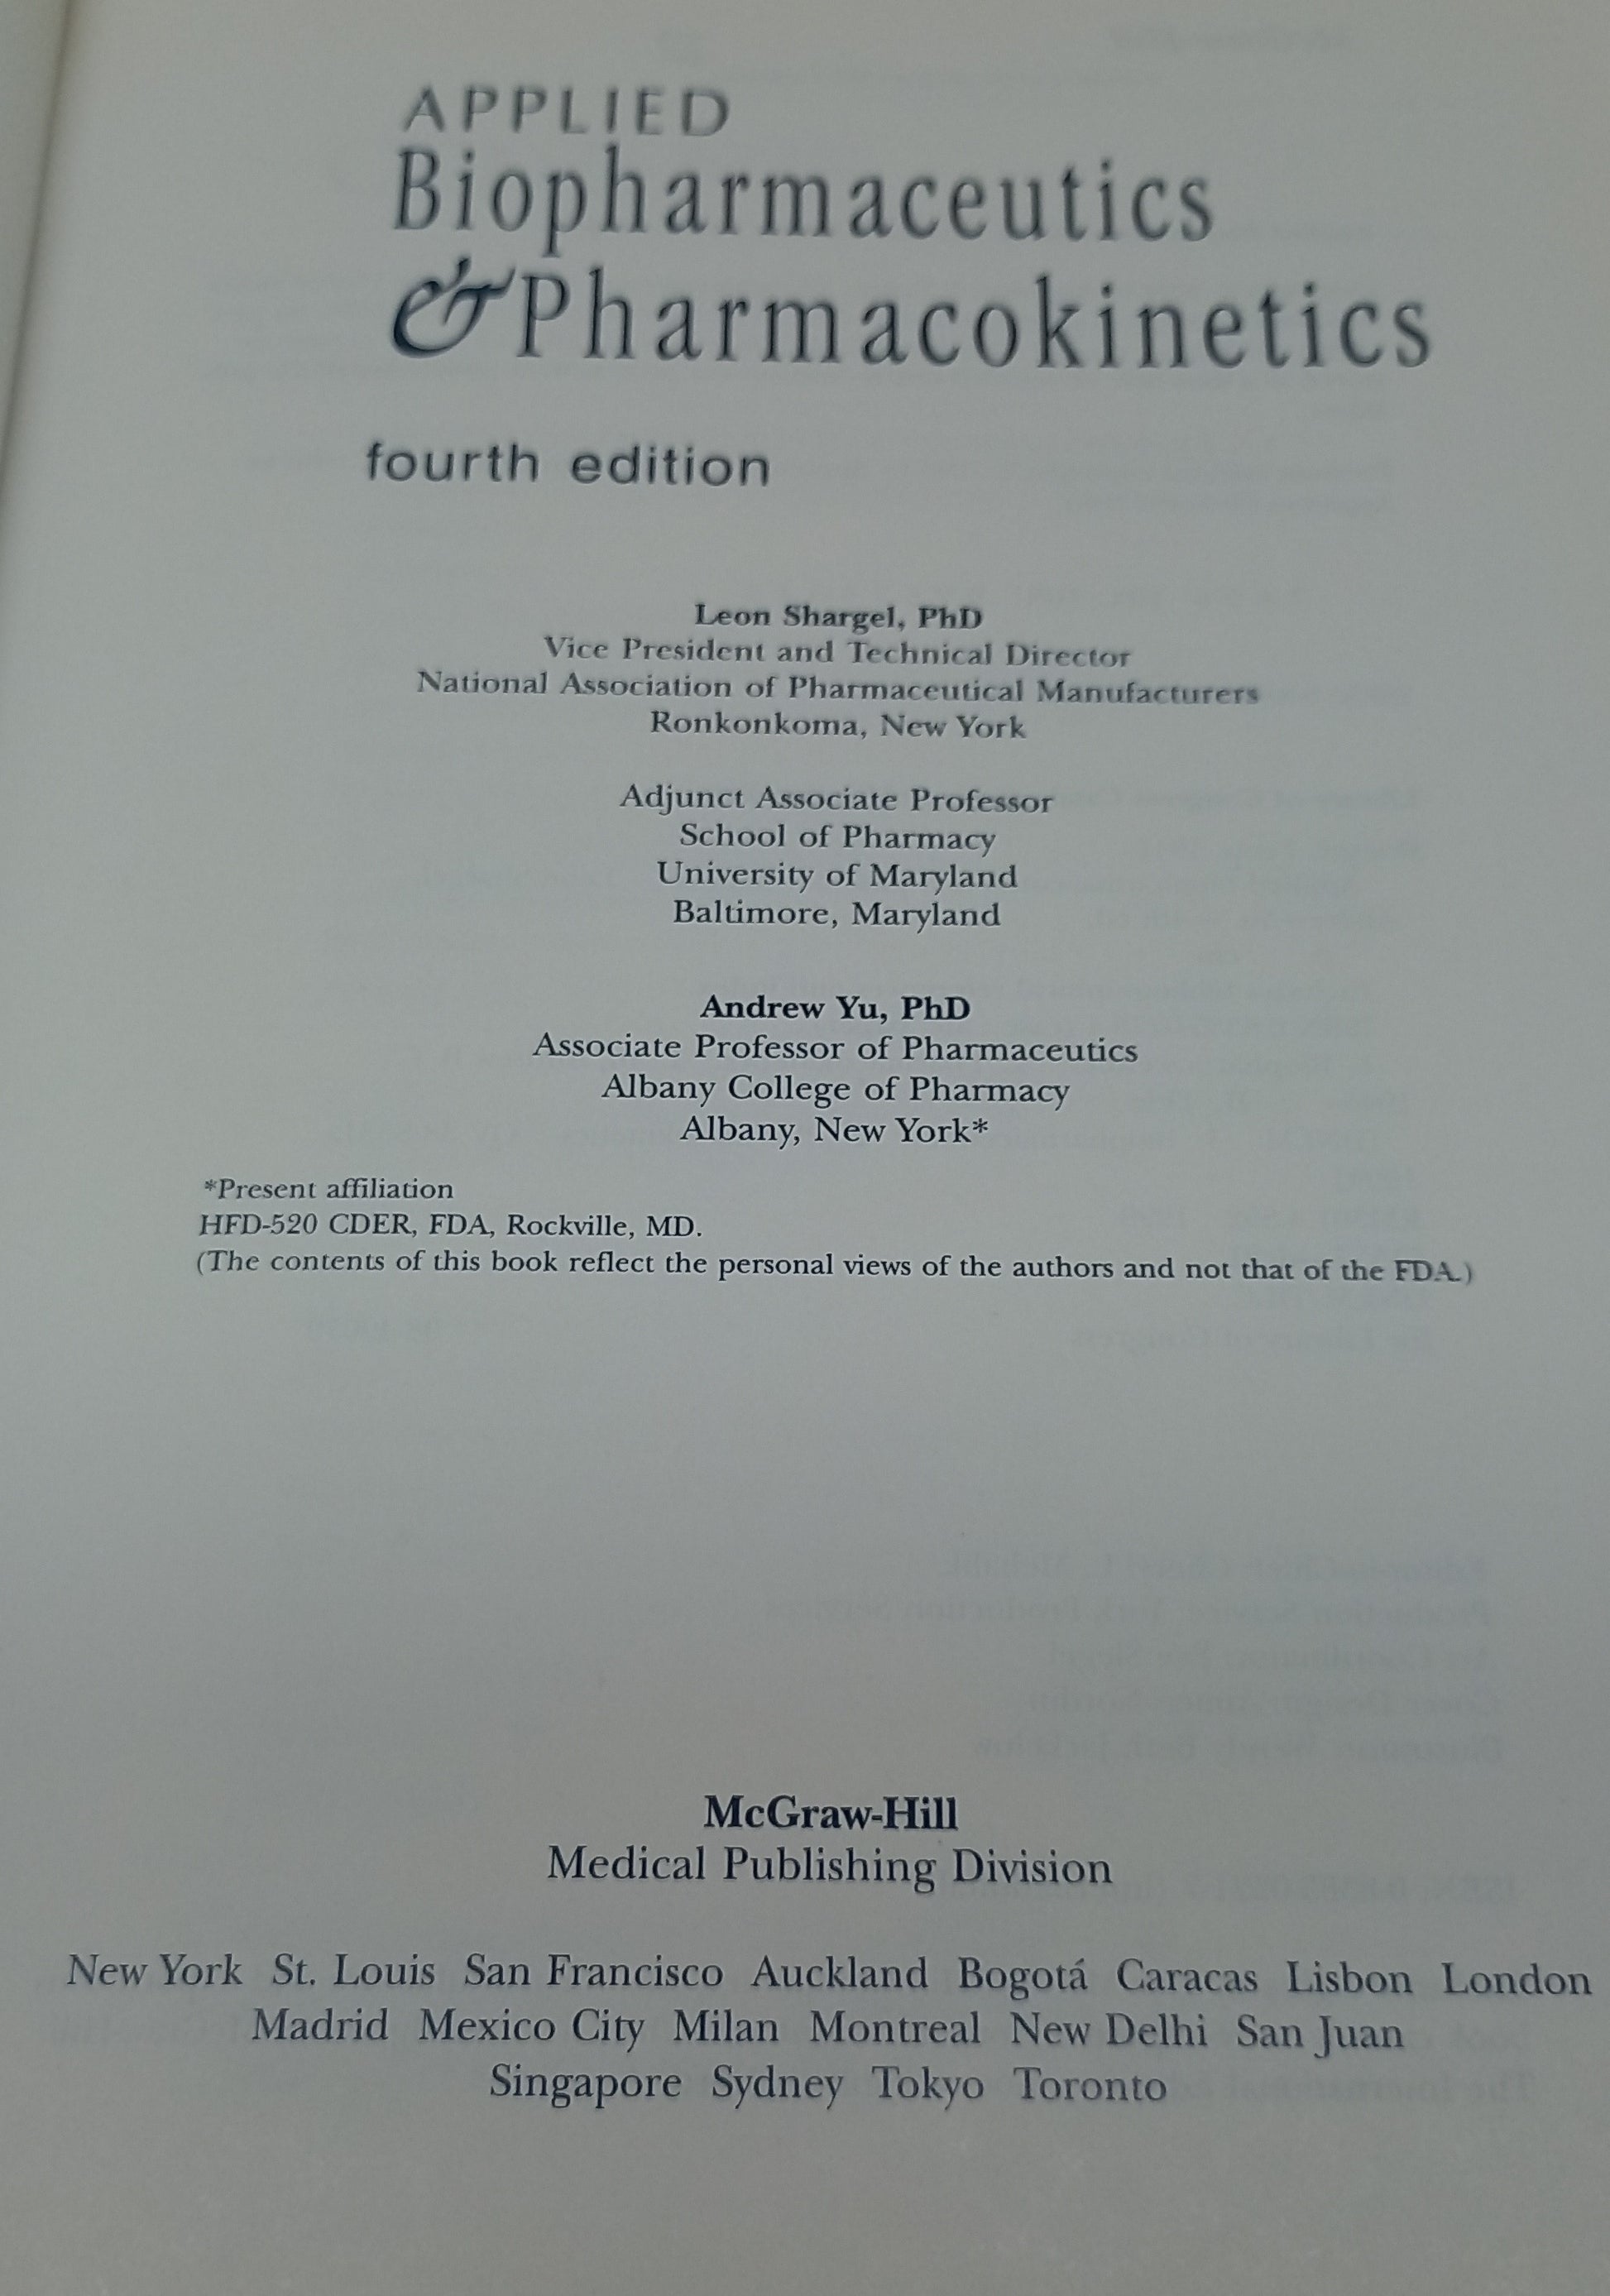 APPLIED
Biopharmaceutics
& Pharmacokinetics
fourth edition
Leon Shargel, PhD
Vice President and Technical Director
National Association of Pharmaceutical Manufacturers
Ronkonkoma, New York
Adjunct Associate Professor
School of Pharmacy
University of Maryland
Baltimore, Maryland
Andrew Yu, PhD
Associate Professor of Pharmaceutics
Albany College of Pharmacy
Albany, New York*
*Present affiliation
HFD-520 CDER, FDA, Rockville, MD.
(The contents of this book reflect the personal views of the authors and not that of the FDA.)
McGraw-Hill
Medical Publishing Division
New York St. Louis San Francisco Auckland Bogotá Caracas Lisbon London
Madrid Mexico City Milan Montreal New Delhi San Juan
Singapore Sydney Tokyo Toronto